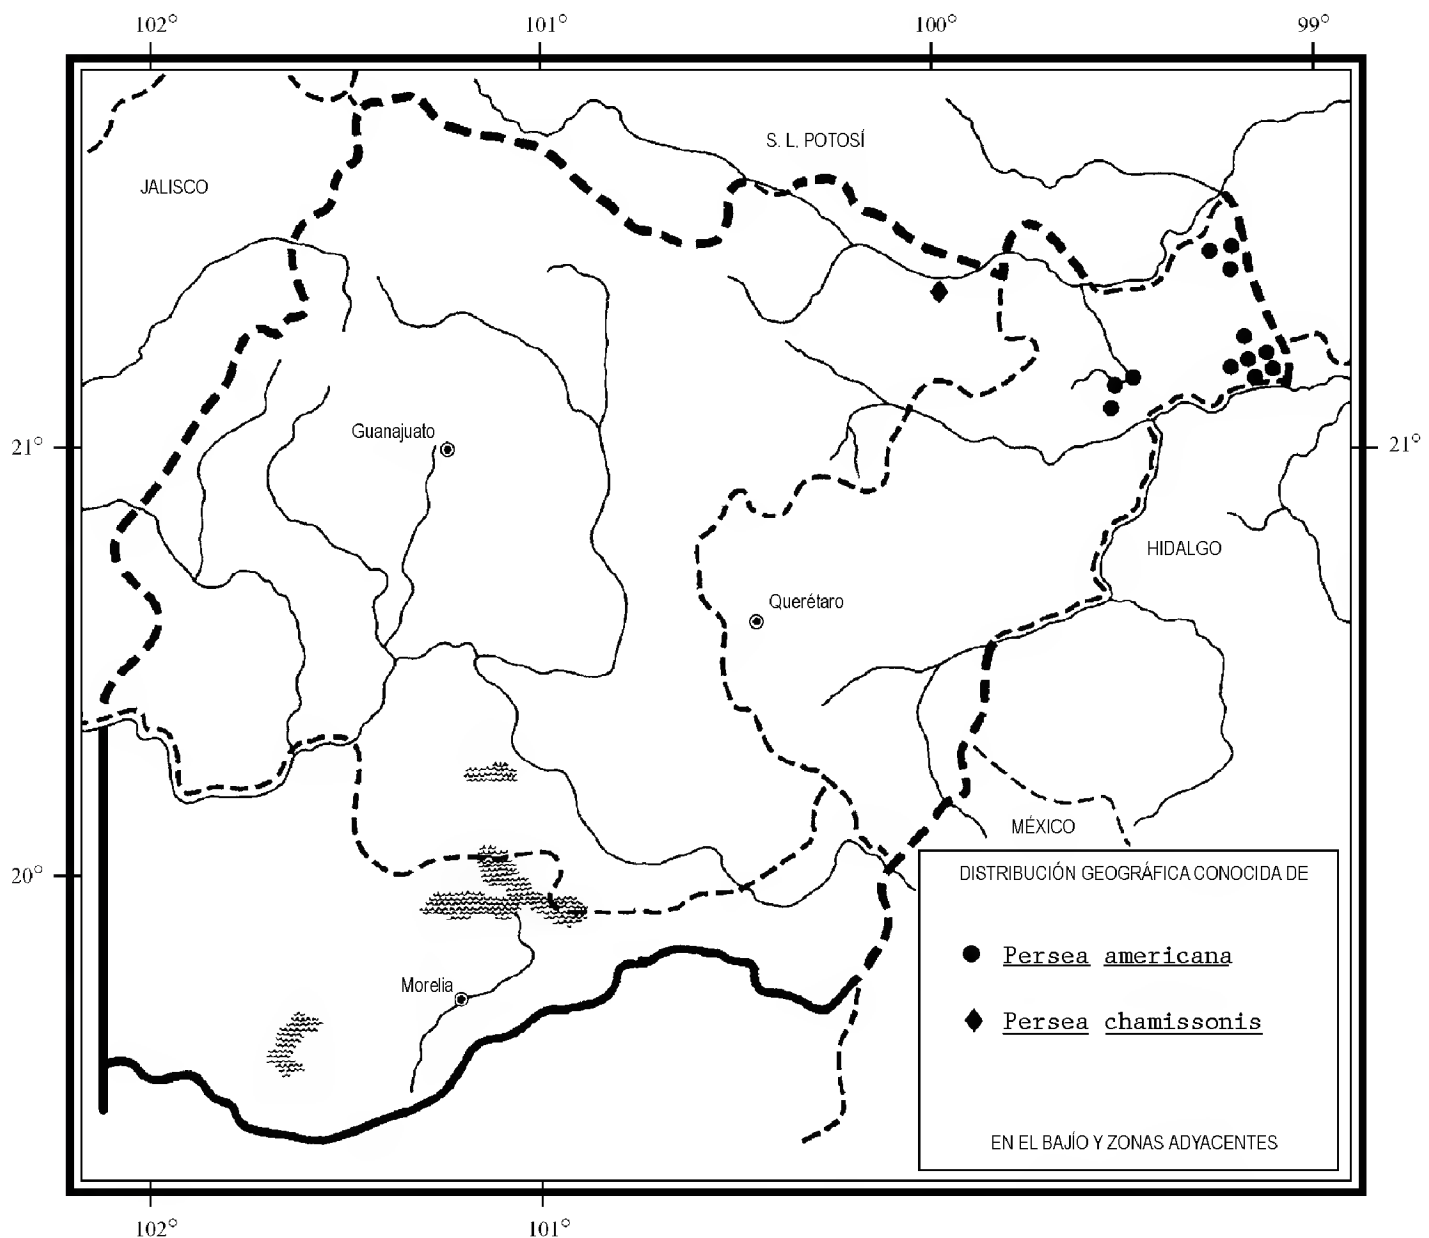 102° 101° 100° 99°
S. L. POTOSÍ
JALISCO
Guanajuato
21° 21°
HIDALGO
Querétaro
MÉXICO
20°
DISTRIBUCIÓN GEOGRÁFICA CONOCIDA DE
Persea americana
Morelia
Persea chamissonis
EN EL BAJÍO Y ZONAS ADYACENTES
102° 101°